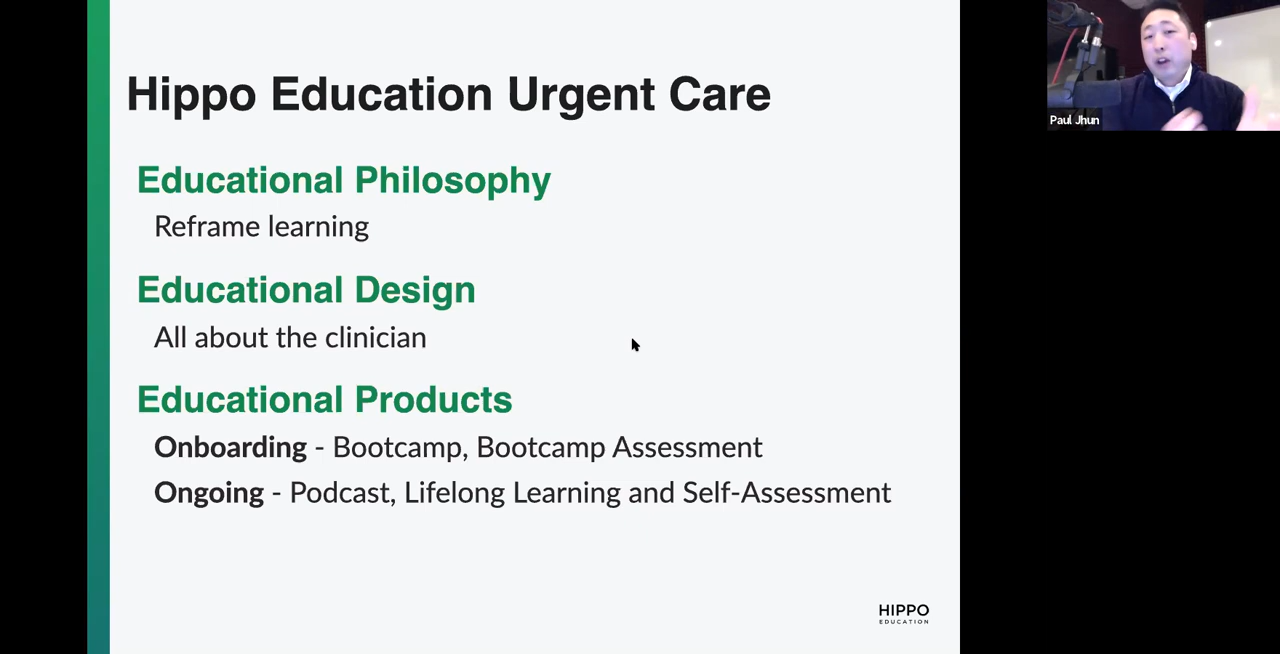 Hippo Education Urgent Care
Educational Philosophy
Reframe learning
Educational Design
All about the clinician
Educational Products
Onboarding - Bootcamp, Bootcamp Assessment
Ongoing - Podcast, Lifelong Learning and Self-Assessment
HIPPO
EDUCATION
Paul Jhun